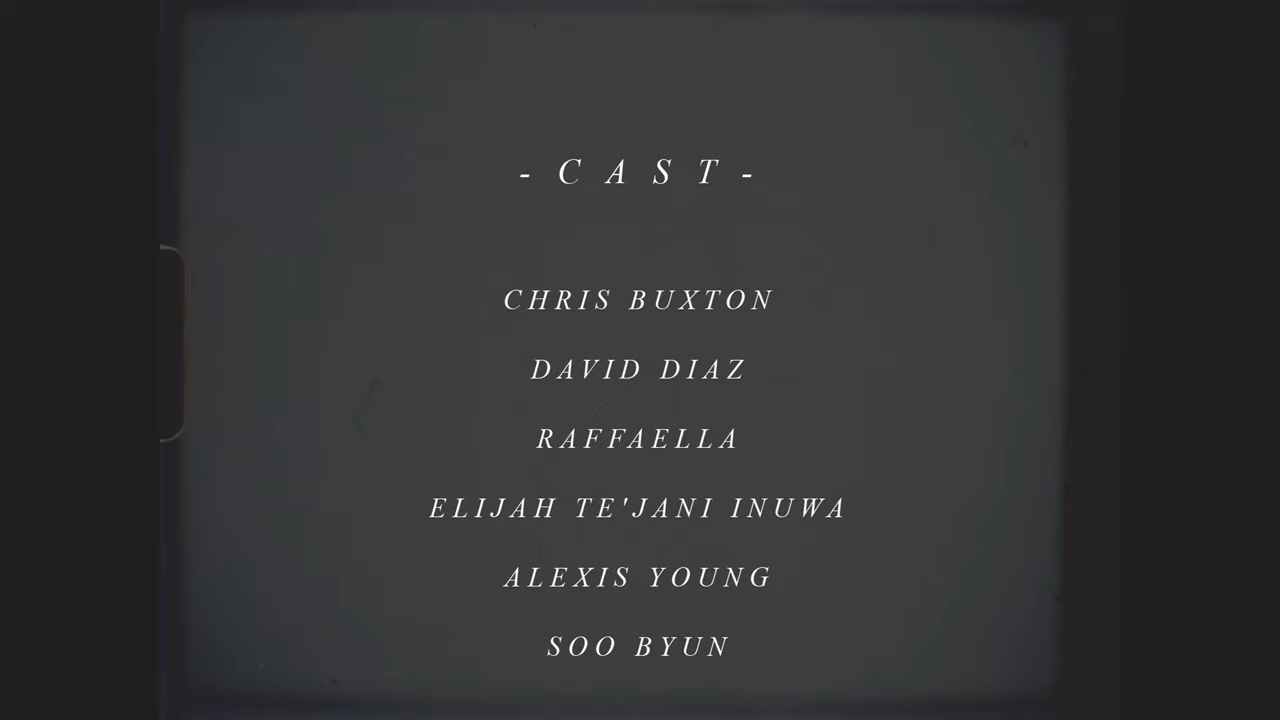 - C A S T -
CHRIS BUXTON
DAVID DIAZ
RAFFAELLA
ELIJAH TE'JANI INUWA
ALEXIS YOUNG
SOO BYUN